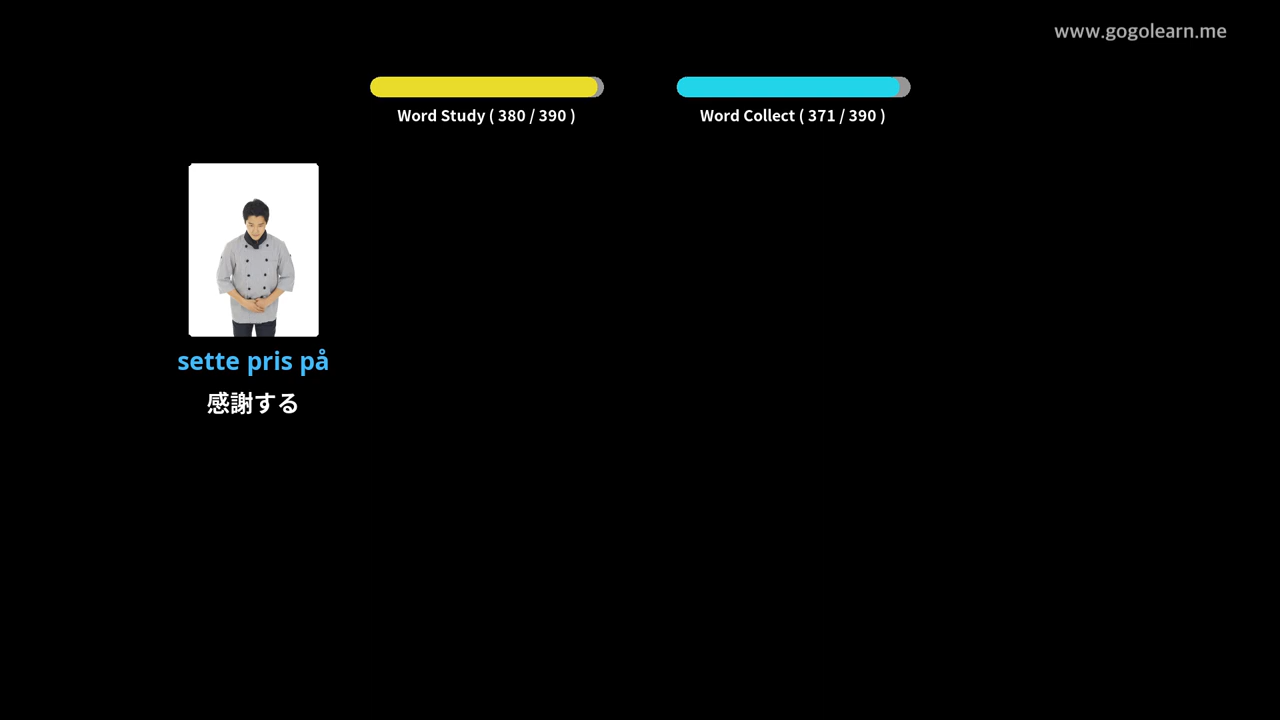 www.gogolearn.me
Word Study ( 380 / 390 )
Word Collect ( 371 / 390 )
sette pris på
感謝する